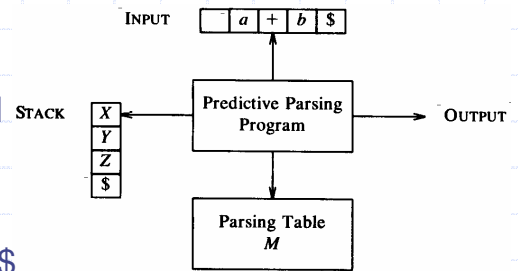 INPUT
a + b $
STACK
X
Y
Z
$
Predictive Parsing
Program
OUTPUT
Parsing Table
M
$